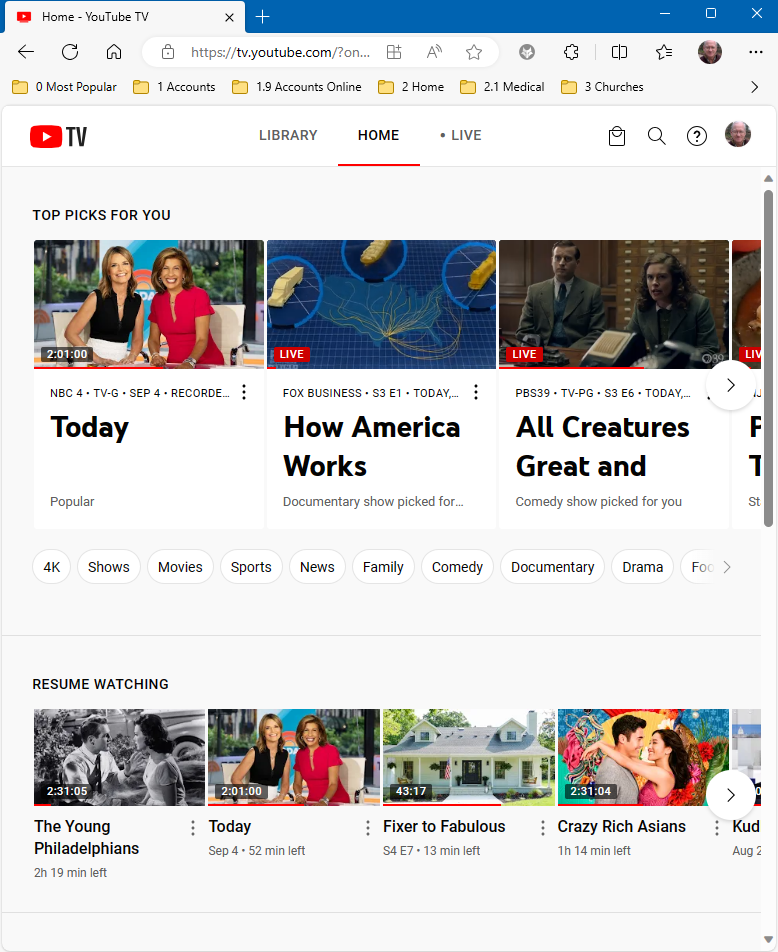 Home - YouTube TV
https://tv.youtube.com/?on...
0 Most Popular
1 Accounts
1.9 Accounts Online
2 Home
2.1 Medical
3 Churches
TV
LIBRARY
HOME
• LIVE
TOP PICKS FOR YOU
2:01:00
LIVE
LIVE
LIV
NBC 4 • TV-G • SEP 4 • RECORDE...
FOX BUSINESS • S3 E1 • TODAY,...
PBS39 • TV-PG • S3 E6 • TODAY,...
Today
How America
Works
All Creatures
Great and
Popular
Documentary show picked for...
Comedy show picked for you
St
4K
Shows
Movies
Sports
News
Family
Comedy
Documentary
Drama
Foo
RESUME WATCHING
2:31:05
2:01:00
43:17
2:31:04
The Young
Philadelphians
2h 19 min left
Today
Sep 4 • 52 min left
Fixer to Fabulous
S4 E7 • 13 min left
Crazy Rich Asians
1h 14 min left
Kud
Aug 2